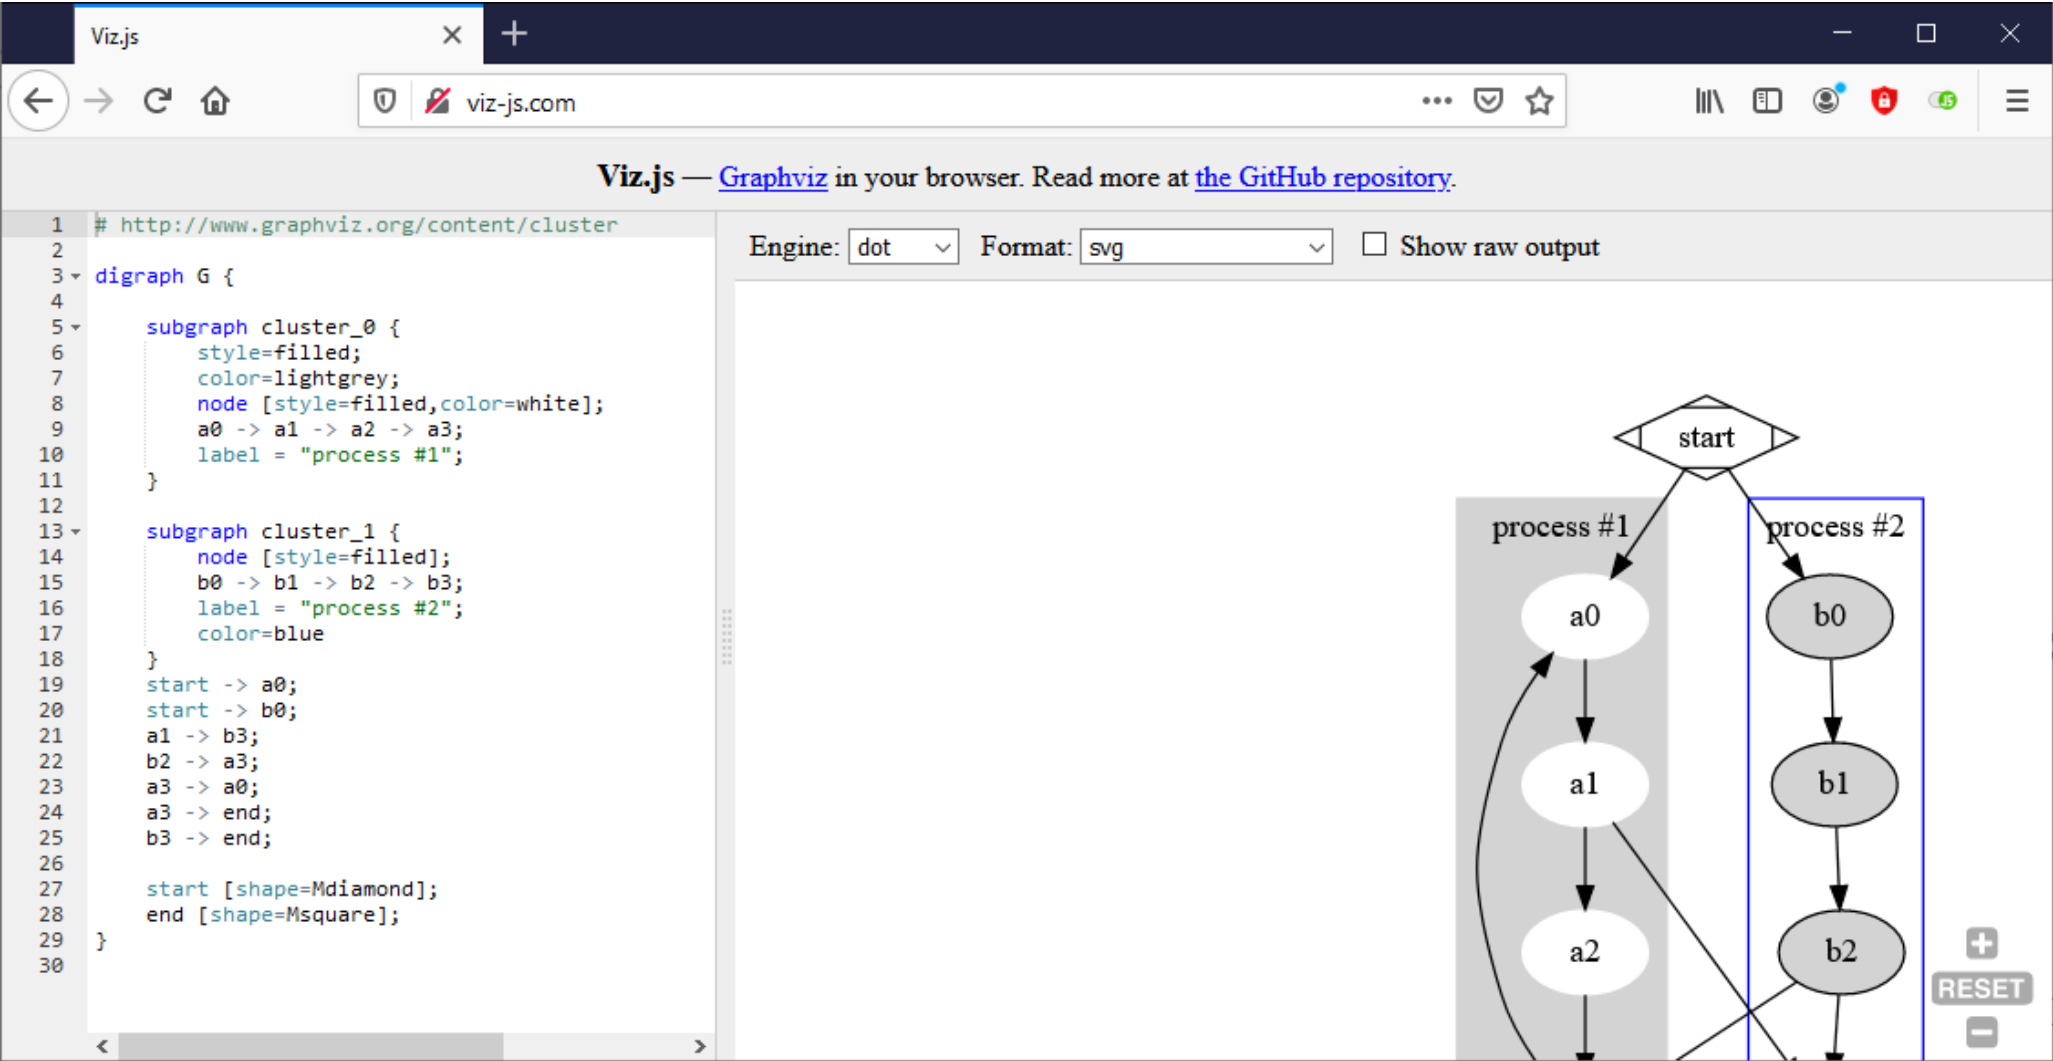 Viz.js
viz-js.com
Viz.js — Graphviz in your browser. Read more at the GitHub repository.
1 # http://www.graphviz.org/content/cluster
2
3 digraph G {
4
5 subgraph cluster_0 {
6 style=filled;
7 color=lightgrey;
8 node [style=filled,color=white];
9 a0 -> a1 -> a2 -> a3;
10 label = "process #1";
11 }
12
13 subgraph cluster_1 {
14 node [style=filled];
15 b0 -> b1 -> b2 -> b3;
16 label = "process #2";
17 color=blue
18 }
19 start -> a0;
20 start -> b0;
21 a1 -> b3;
22 b2 -> a3;
23 a3 -> a0;
24 a3 -> end;
25 b3 -> end;
26
27 start [shape=Mdiamond];
28 end [shape=Msquare];
29 }
30
Engine: dot Format: svg Show raw output
start
process #1 process #2
a0 b0
a1 b1
a2 b2
RESET